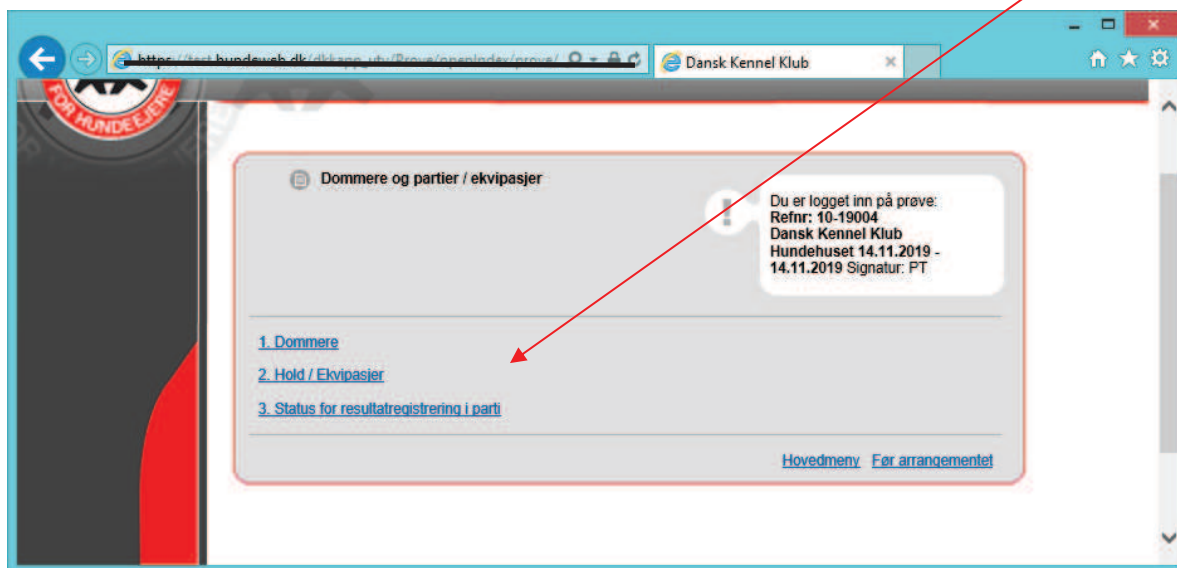 Dansk Kennel Klub
FOR HUNDEEJERE
Dommere og partier / ekvipasjer
Du er logget inn på prøve:
Refnr: 10-19004
Dansk Kennel Klub
Hundehuset 14.11.2019 -
14.11.2019 Signatur: PT
1. Dommere
2. Hold / Ekvipasjer
3. Status for resultatregistrering i parti
Hovedmeny Før arrangementet